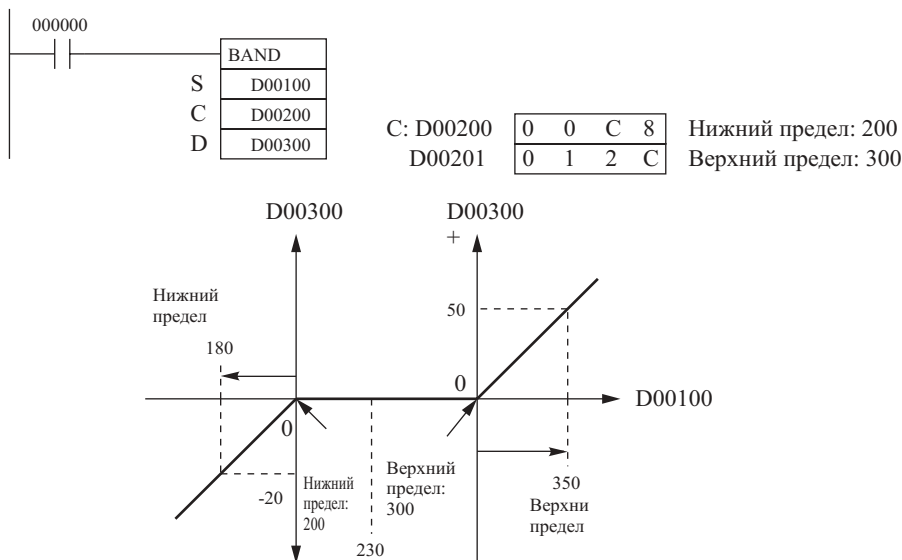 000000
BAND
S D00100
C D00200
D D00300
C: D00200 0 0 C 8 Нижний предел: 200
D00201 0 1 2 C Верхний предел: 300
D00300
D00300
+
Нижний
предел
180
50
0
D00100
0
-20
Нижний
предел:
200
Верхний
предел:
300
230
350
Верхни
предел